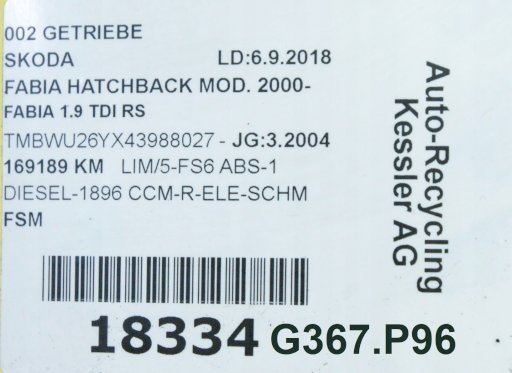 002 GETRIEBE
SKODA LD:6.9.2018
FABIA HATCHBACK MOD. 2000-
FABIA 1.9 TDI RS
TMBWU26YX43988027 - JG:3.2004
169189 KM LIM/5-FS6 ABS-1
DIESEL-1896 CCM-R-ELE-SCHM
FSM
18334 G367.P96
Auto-Recycling
Kessler AG